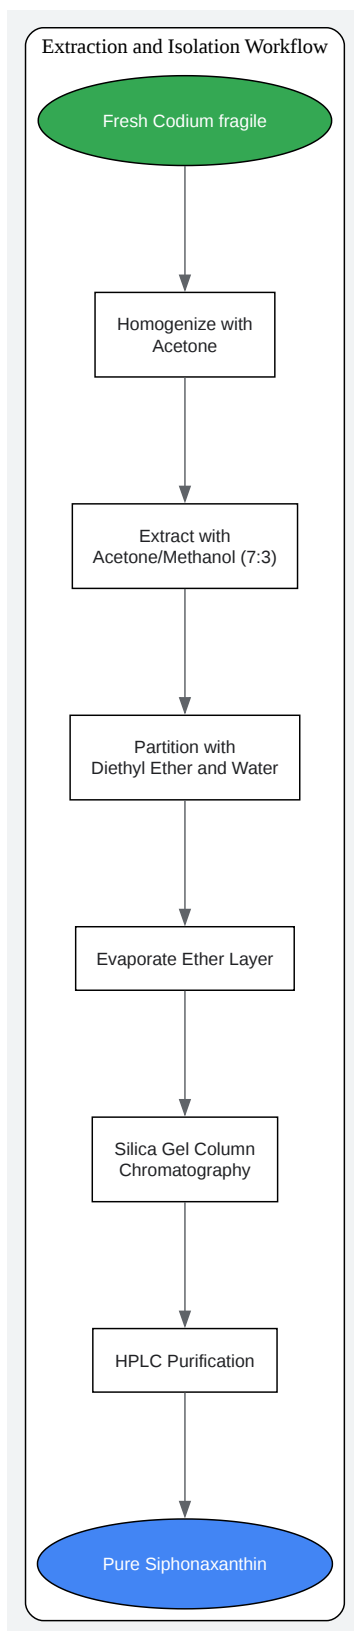 Extraction and Isolation Workflow
Fresh Codium fragile
Homogenize with
Acetone
Extract with
Acetone/Methanol (7:3)
Partition with
Diethyl Ether and Water
Evaporate Ether Layer
Silica Gel Column
Chromatography
HPLC Purification
Pure Siphonaxanthin